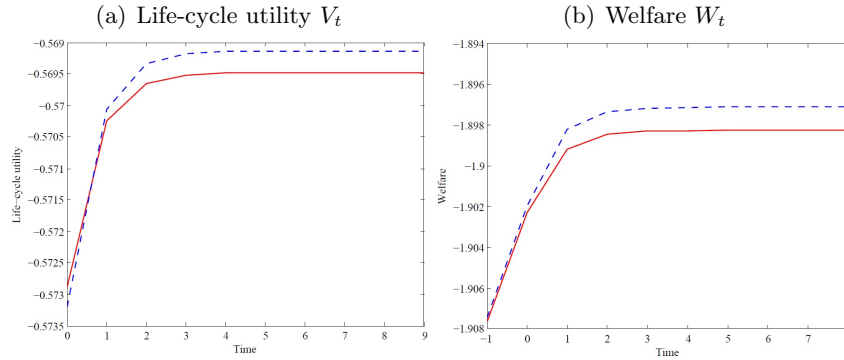 (a) Life-cycle utility V_t
−0.569
−0.5695
−0.57
−0.5705
−0.571
−0.5715
−0.572
−0.5725
−0.573
−0.5735
Life−cycle utility
0 1 2 3 4 5 6 7 8 9
Time
(b) Welfare W_t
−1.894
−1.896
−1.898
−1.9
−1.902
−1.904
−1.906
−1.908
Welfare
−1 0 1 2 3 4 5 6 7
Time